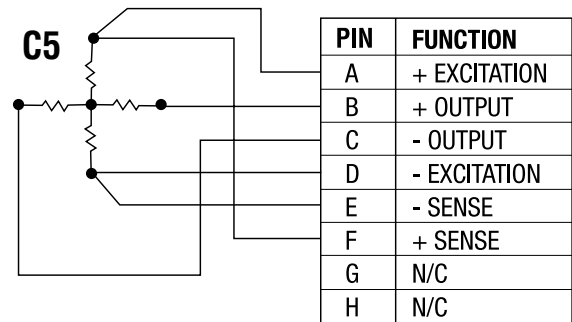 C5
PIN FUNCTION
A + EXCITATION
B + OUTPUT
C - OUTPUT
D - EXCITATION
E - SENSE
F + SENSE
G N/C
H N/C